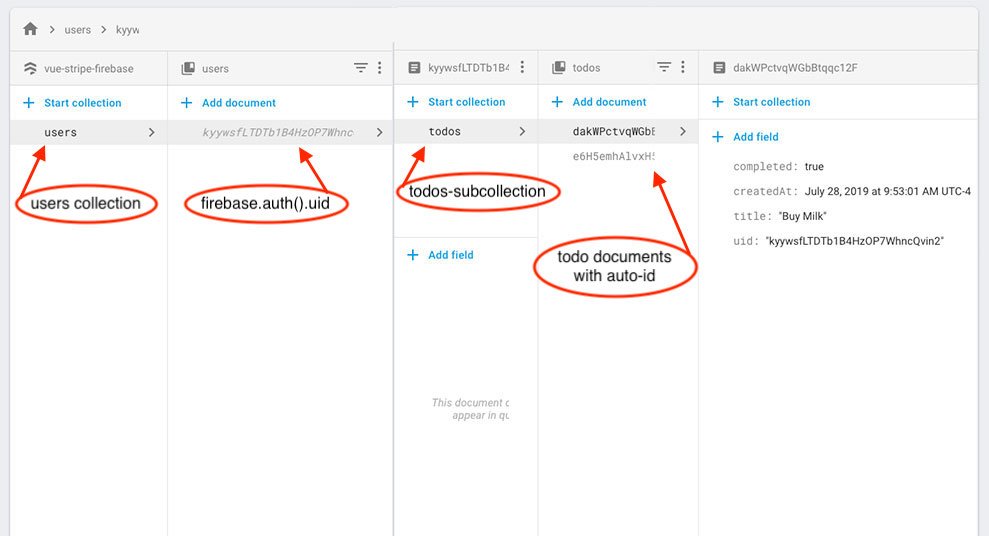 users
kyyw
vue-stripe-firebase
users
kyywsfLTDTb1B4
todos
dakWPctvqWGbBtqqc12F
Start collection
Add document
Start collection
Add document
Start collection
users
kyywsfLTDTb1B4HzOP7Whnc
todos
dakWPctvqWGbB
Add field
e6H5emhAlvxH5
completed: true
createdAt: July 28, 2019 at 9:53:01 AM UTC-4
title: "Buy Milk"
uid: "kyywsfLTDTb1B4HzOP7WhncQvin2"
users collection
firebase.auth().uid
todos-subcollection
Add field
todo documents
with auto-id
This document
appear in